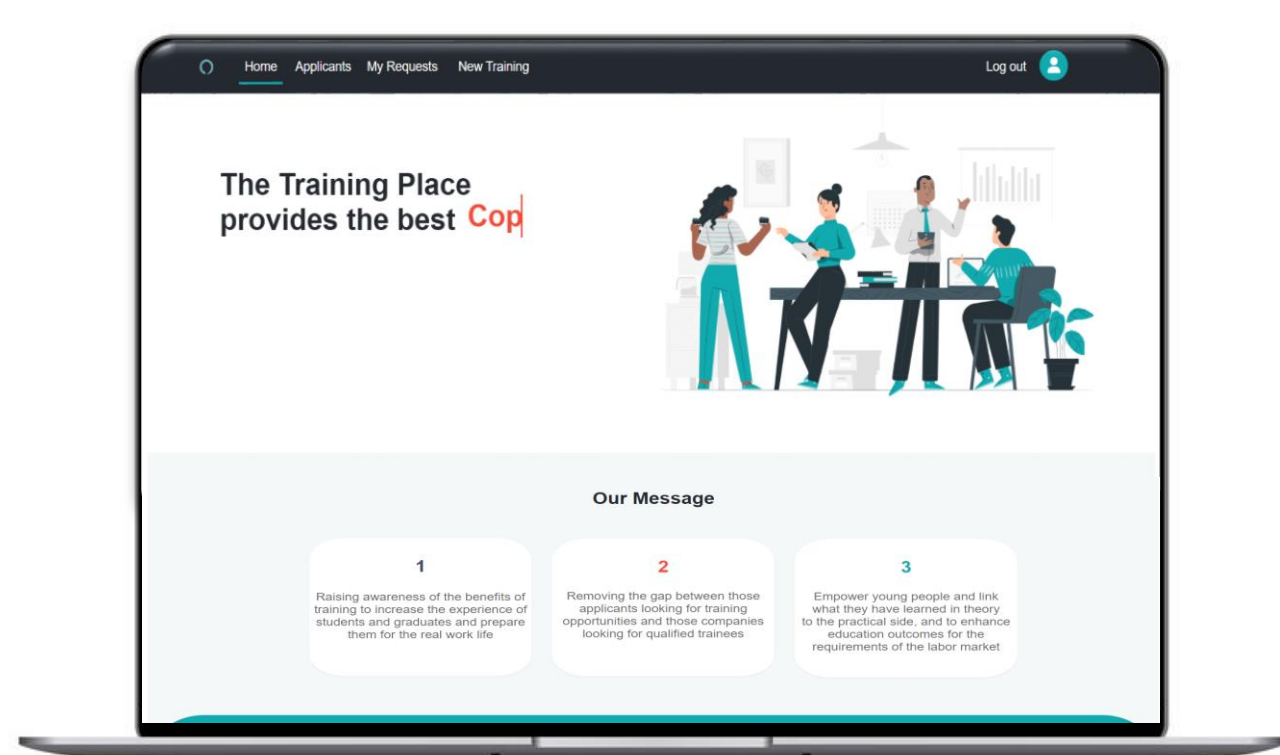 Home Applicants My Requests New Training Log out
The Training Place
provides the best Cop
Our Message
1
Raising awareness of the benefits of
training to increase the experience of
students and graduates and prepare
them for the real work life
2
Removing the gap between those
applicants looking for training
opportunities and those companies
looking for qualified trainees
3
Empower young people and link
what they have learned in theory
to the practical side, and to enhance
education outcomes for the
requirements of the labor market